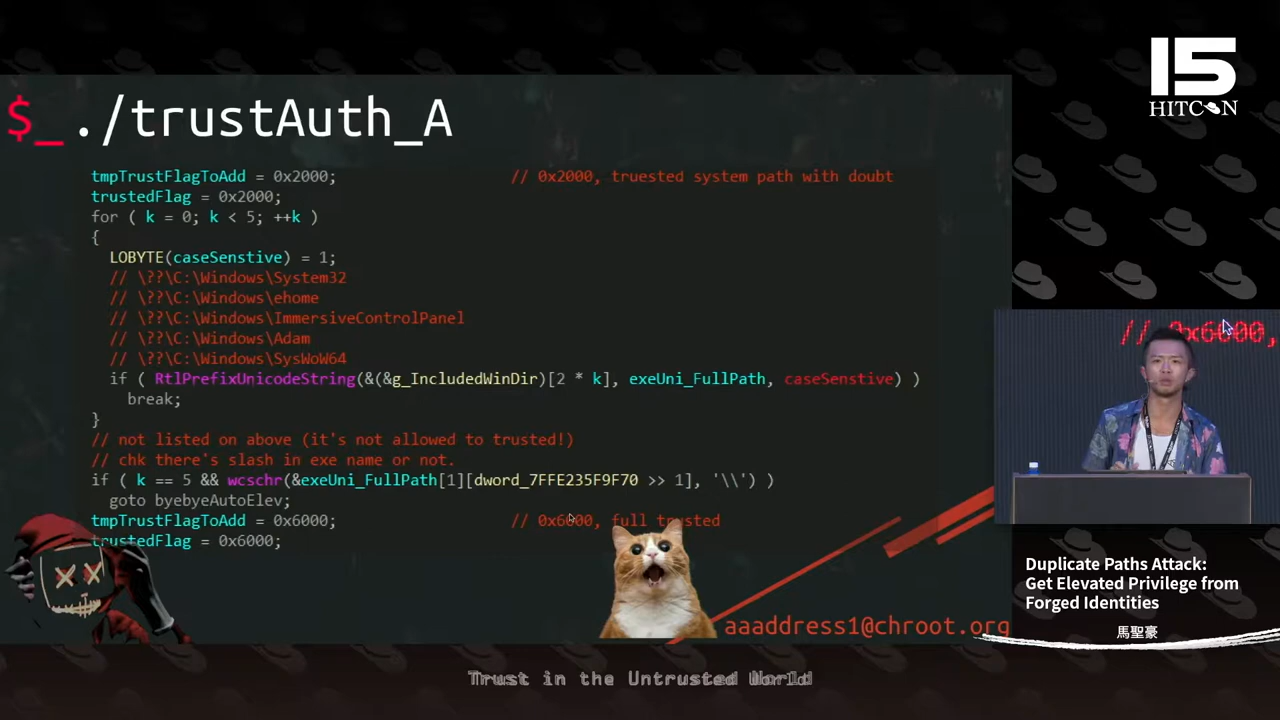 15
HITCON
$_ ./trustAuth_A
tmpTrustFlagToAdd = 0x2000; // 0x2000, truested system path with doubt
trustedFlag = 0x2000;
for ( k = 0; k < 5; ++k )
{
LOBYTE(caseSenstive) = 1;
// \??\C:\Windows\System32
// \??\C:\Windows\ehome
// \??\C:\Windows\ImmersiveControlPanel
// \??\C:\Windows\Adam
// \??\C:\Windows\SysWoW64
if ( RtlPrefixUnicodeString(&(&g_IncludedWinDir)[2 * k], exeUni_FullPath, caseSenstive) )
break;
}
// not listed on above (it's not allowed to trusted!)
// chk there's slash in exe name or not.
if ( k == 5 && wcschr(&exeUni_FullPath[1][dword_7FFE235F9F70 >> 1], '\\') )
goto byebyeAutoElev;
tmpTrustFlagToAdd = 0x6000; // 0x6000, full trusted
trustedFlag = 0x6000;
aaaddress1@chroot.org
// 0x6000,
Duplicate Paths Attack:
Get Elevated Privilege from
Forged Identities
馬聖豪
Trust in the Untrusted World